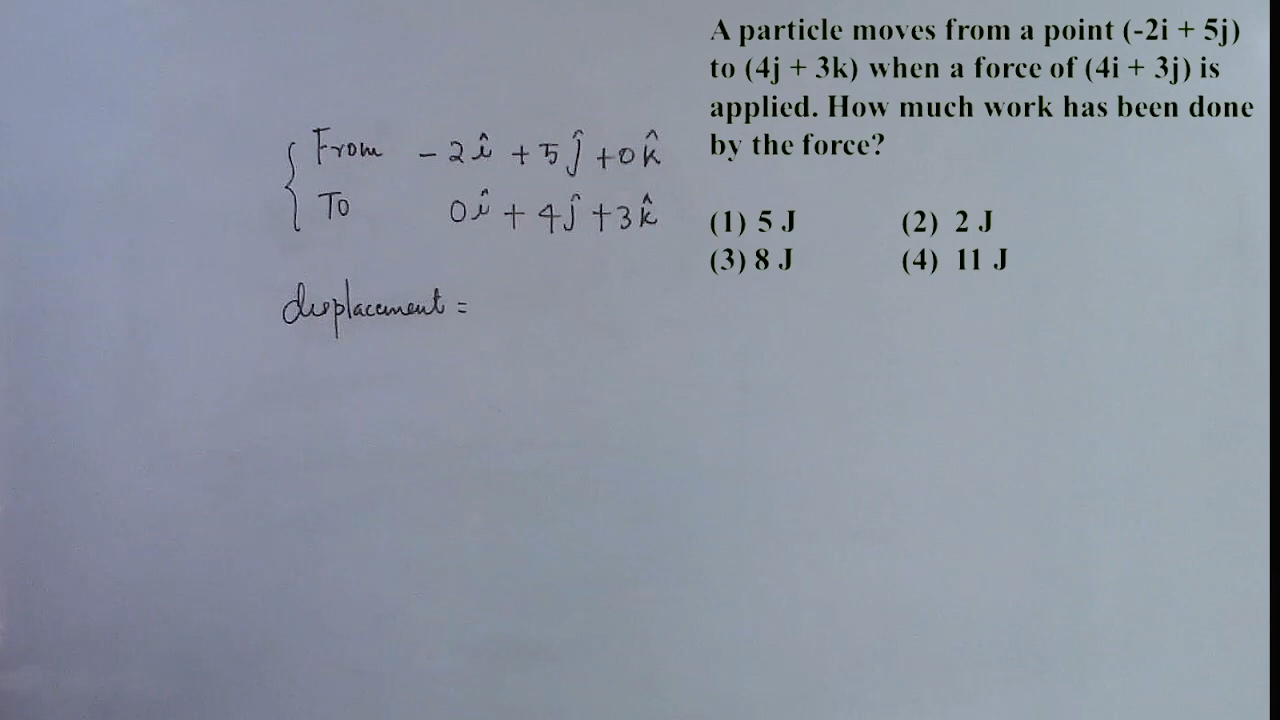 A particle moves from a point (-2i + 5j)
to (4j + 3k) when a force of (4i + 3j) is
applied. How much work has been done
by the force?
(1) 5 J (2) 2 J
(3) 8 J (4) 11 J
From - 2î + 5ĵ + 0k̂
To 0î + 4ĵ + 3k̂
displacement =